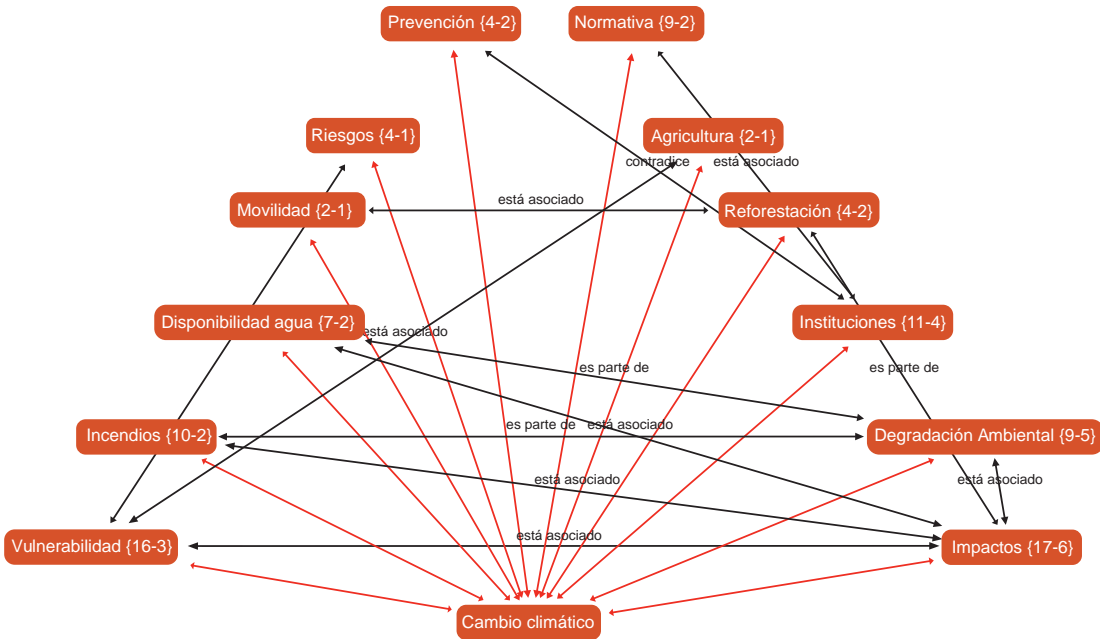 Prevención {4-2}
Normativa {9-2}
Riesgos {4-1}
Agricultura {2-1}
contradice
está asociado
Movilidad {2-1}
está asociado
Reforestación {4-2}
Disponibilidad agua {7-2}
está asociado
Instituciones {11-4}
es parte de
es parte de
Incendios {10-2}
es parte de
está asociado
Degradación Ambiental {9-5}
está asociado
está asociado
Vulnerabilidad {16-3}
está asociado
Impactos {17-6}
Cambio climático